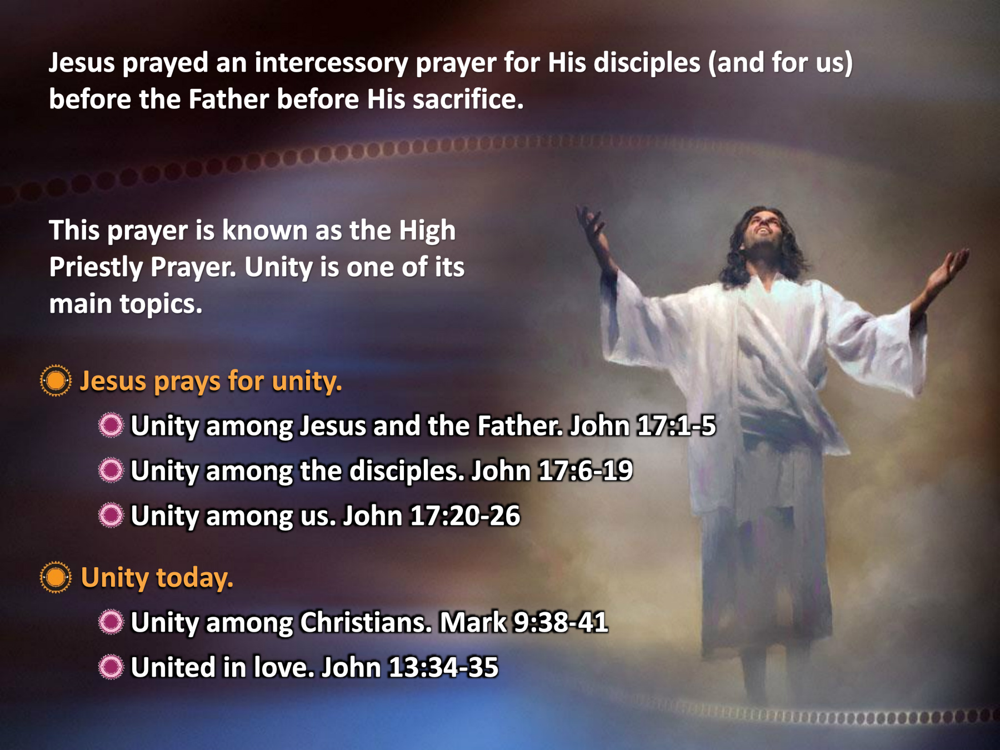 Jesus prayed an intercessory prayer for His disciples (and for us)
before the Father before His sacrifice.
This prayer is known as the High
Priestly Prayer. Unity is one of its
main topics.
Jesus prays for unity.
Unity among Jesus and the Father. John 17:1-5
Unity among the disciples. John 17:6-19
Unity among us. John 17:20-26
Unity today.
Unity among Christians. Mark 9:38-41
United in love. John 13:34-35